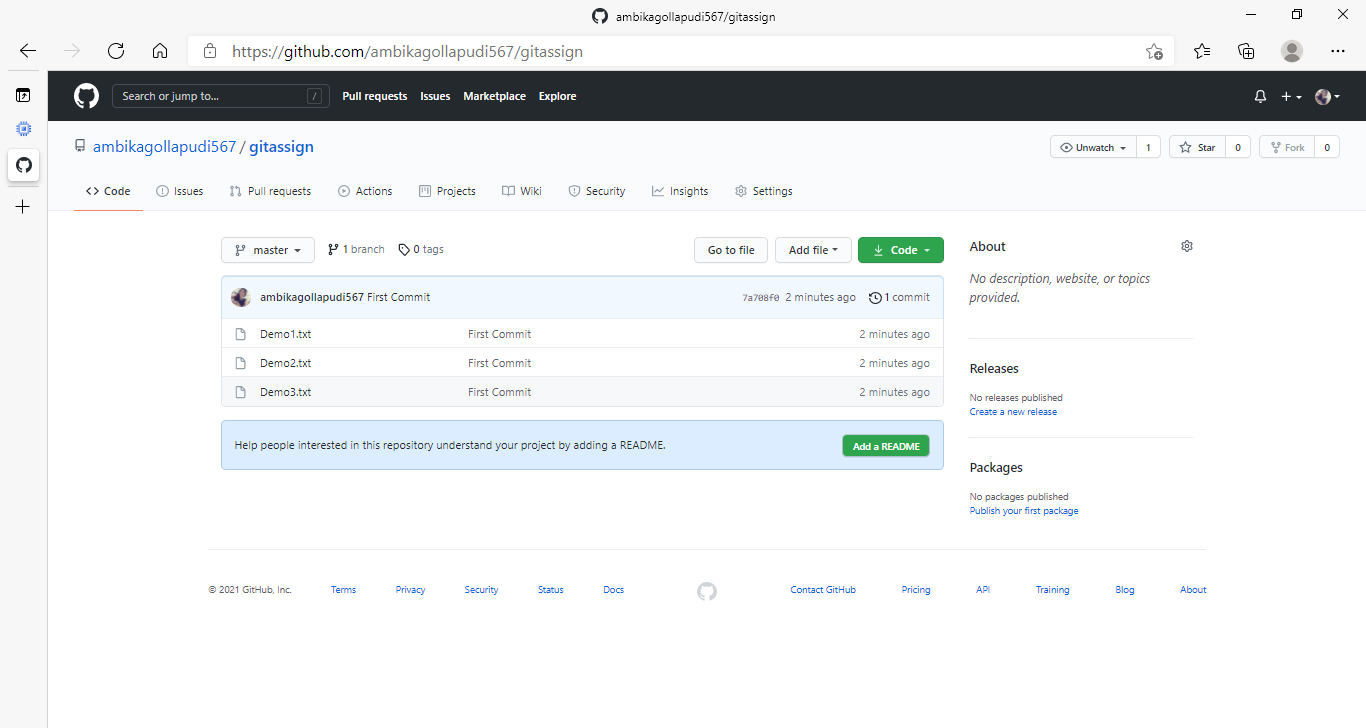 ambikagollapudi567/gitassign
https://github.com/ambikagollapudi567/gitassign
Search or jump to... / Pull requests Issues Marketplace Explore
ambikagollapudi567 / gitassign Unwatch 1 Star 0 Fork 0
Code Issues Pull requests Actions Projects Wiki Security Insights Settings
master 1 branch 0 tags Go to file Add file Code
ambikagollapudi567 First Commit 7a708f0 2 minutes ago 1 commit
Demo1.txt First Commit 2 minutes ago
Demo2.txt First Commit 2 minutes ago
Demo3.txt First Commit 2 minutes ago
Help people interested in this repository understand your project by adding a README. Add a README
About
No description, website, or topics
provided.
Releases
No releases published
Create a new release
Packages
No packages published
Publish your first package
© 2021 GitHub, Inc. Terms Privacy Security Status Docs Contact GitHub Pricing API Training Blog About